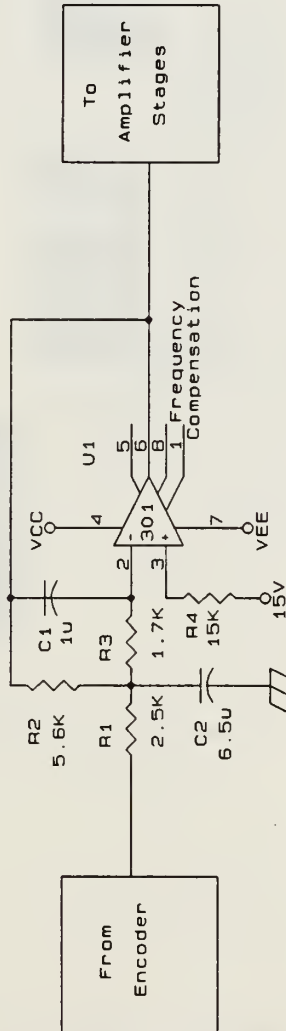 From
Encoder
R2
5.6K
R1
2.5K
C2
6.5U
C1
1U
R3
1.7K
R4
15K
15V
VCC
4
2
3
-
+
301
7
VEE
U1
5
6
8
1
Frequency
Compensation
To
Amplifier
Stages